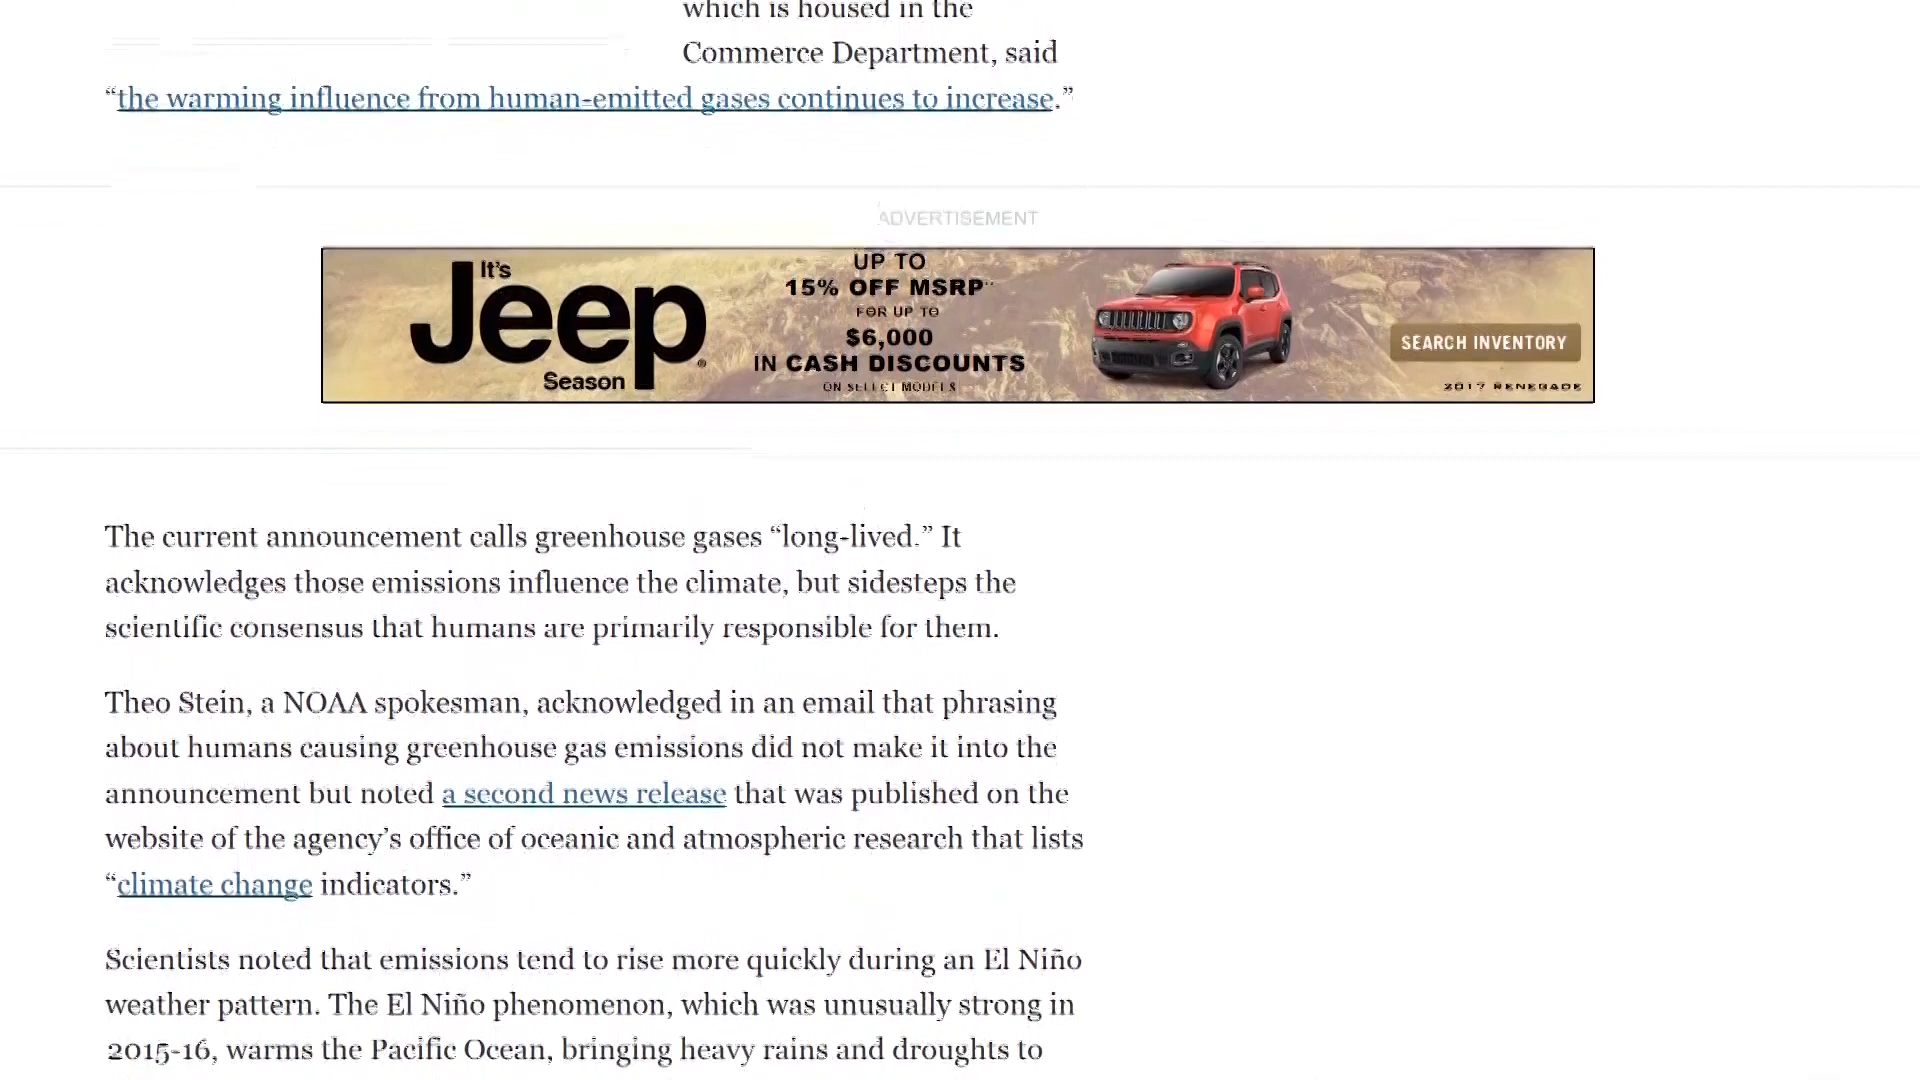 which is housed in the
Commerce Department, said
“the warming influence from human-emitted gases continues to increase.”
ADVERTISEMENT
It’s
Jeep®
Season
UP TO
15% OFF MSRP
FOR UP TO
$6,000
IN CASH DISCOUNTS
ON SELECT MODELS
SEARCH INVENTORY
2017 RENEGADE
The current announcement calls greenhouse gases “long-lived.” It
acknowledges those emissions influence the climate, but sidesteps the
scientific consensus that humans are primarily responsible for them.
Theo Stein, a NOAA spokesman, acknowledged in an email that phrasing
about humans causing greenhouse gas emissions did not make it into the
announcement but noted a second news release that was published on the
website of the agency’s office of oceanic and atmospheric research that lists
“climate change indicators.”
Scientists noted that emissions tend to rise more quickly during an El Niño
weather pattern. The El Niño phenomenon, which was unusually strong in
2015-16, warms the Pacific Ocean, bringing heavy rains and droughts to